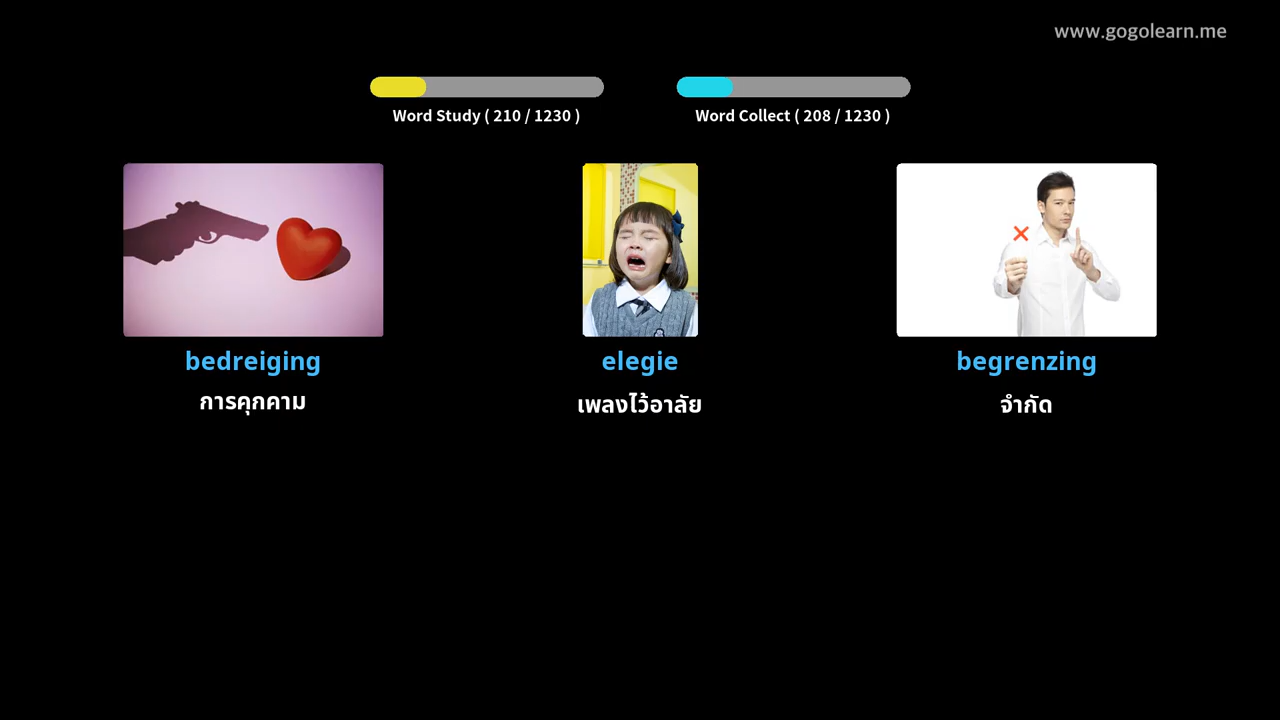 www.gogolearn.me
Word Study ( 210 / 1230 )
Word Collect ( 208 / 1230 )
bedreiging
elegie
begrenzing
การคุกคาม
เพลงไว้อาลัย
จำกัด